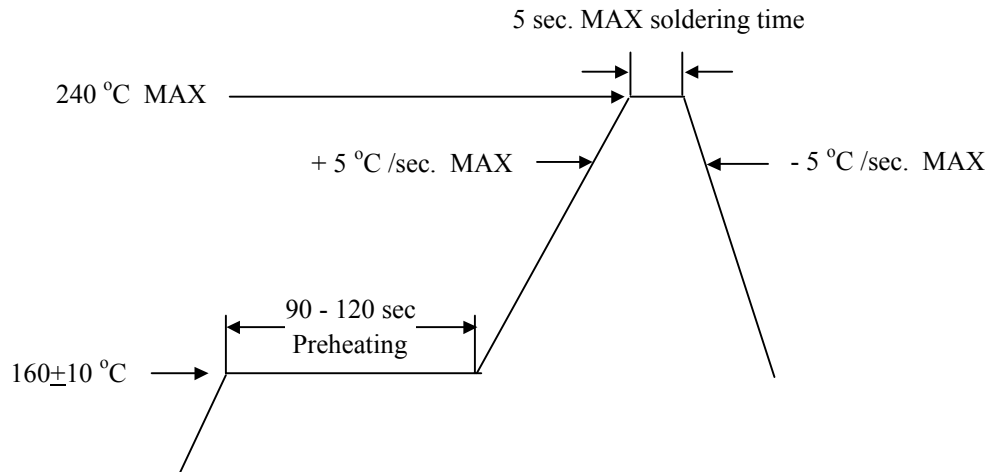 5 sec. MAX soldering time
240 °C MAX
+ 5 °C /sec. MAX
- 5 °C /sec. MAX
90 - 120 sec
Preheating
160±10 °C